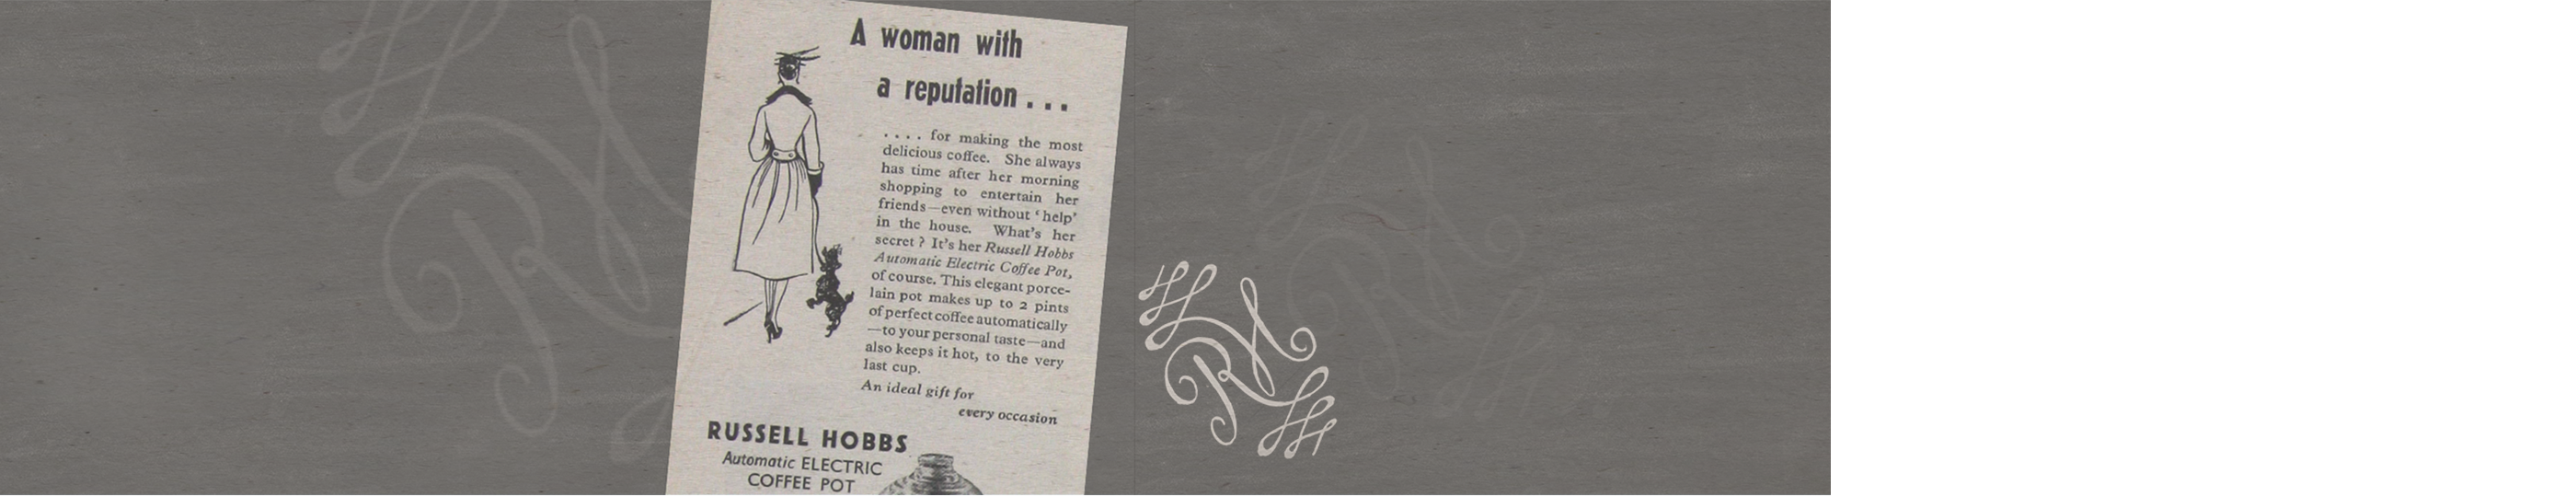 A woman with
a reputation . . .
. . . . for making the most
delicious coffee. She always
has time after her morning
shopping to entertain her
friends—even without ‘help’
in the house. What’s her
secret ? It’s her Russell Hobbs
Automatic Electric Coffee Pot,
of course. This elegant porce-
lain pot makes up to 2 pints
of perfect coffee automatically
—to your personal taste—and
also keeps it hot, to the very
last cup.
An ideal gift for
every occasion
RUSSELL HOBBS
Automatic ELECTRIC
COFFEE POT
RH